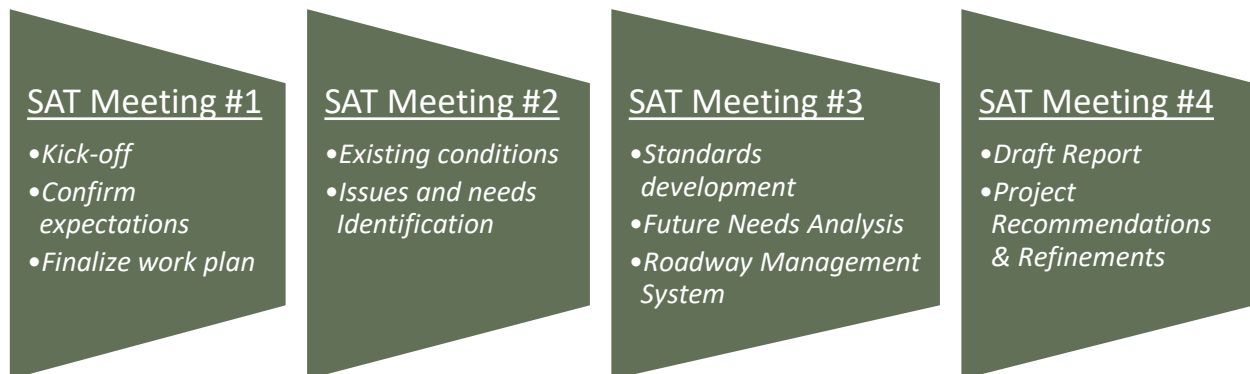 SAT Meeting #1
•Kick-off
•Confirm
expectations
•Finalize work plan
SAT Meeting #2
•Existing conditions
•Issues and needs
Identification
SAT Meeting #3
•Standards
development
•Future Needs Analysis
•Roadway Management
System
SAT Meeting #4
•Draft Report
•Project
Recommendations
& Refinements